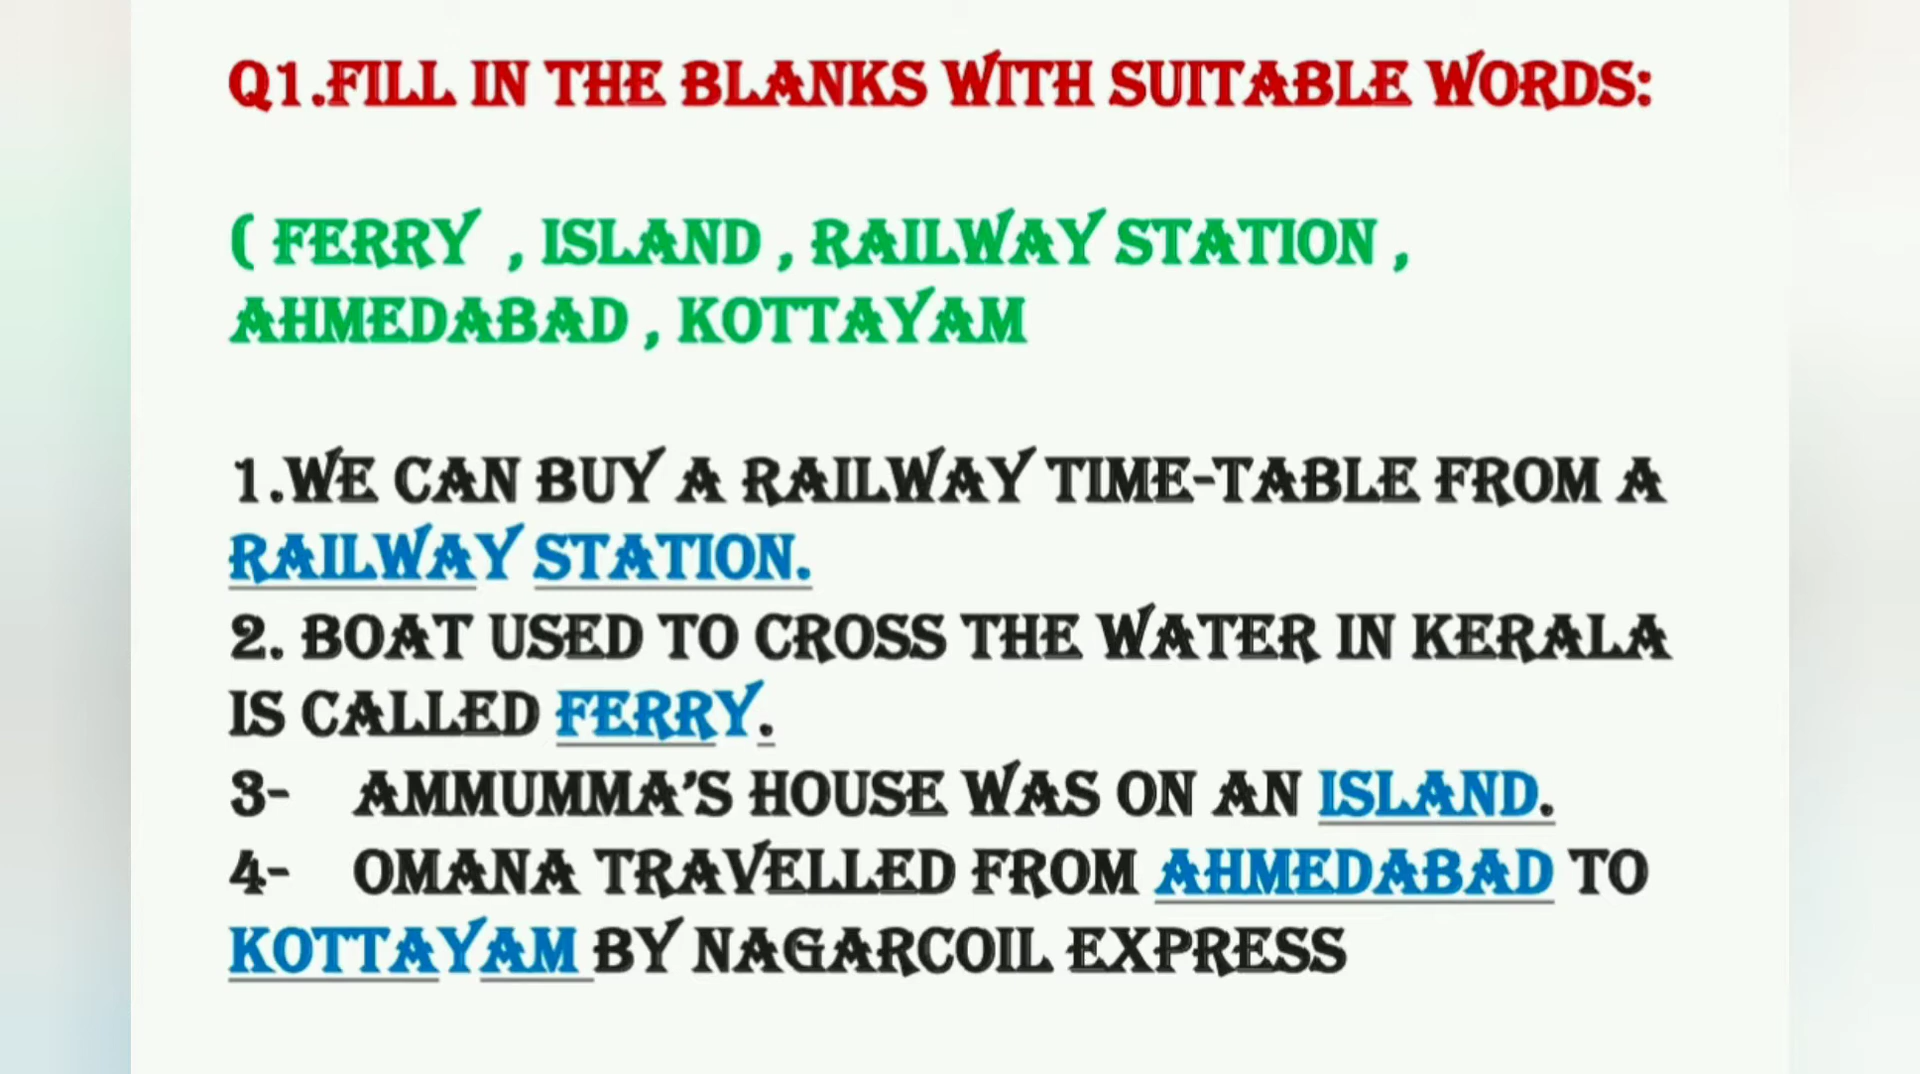 Q1.FILL IN THE BLANKS WITH SUITABLE WORDS:
( FERRY , ISLAND , RAILWAY STATION ,
AHMEDABAD , KOTTAYAM
1.WE CAN BUY A RAILWAY TIME-TABLE FROM A
RAILWAY STATION.
2. BOAT USED TO CROSS THE WATER IN KERALA
IS CALLED FERRY.
3- AMMUMMA'S HOUSE WAS ON AN ISLAND.
4- OMANA TRAVELLED FROM AHMEDABAD TO
KOTTAYAM BY NAGARCOIL EXPRESS